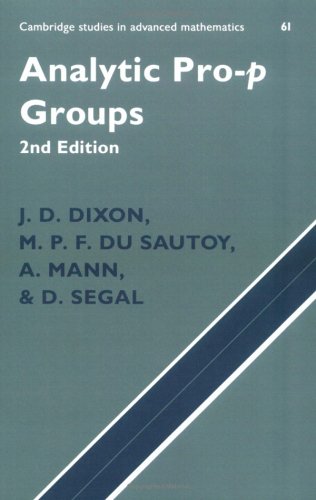 Cambridge studies in advanced mathematics 61
Analytic Pro-p
Groups
2nd Edition
J. D. DIXON,
M. P. F. DU SAUTOY,
A. MANN,
& D. SEGAL